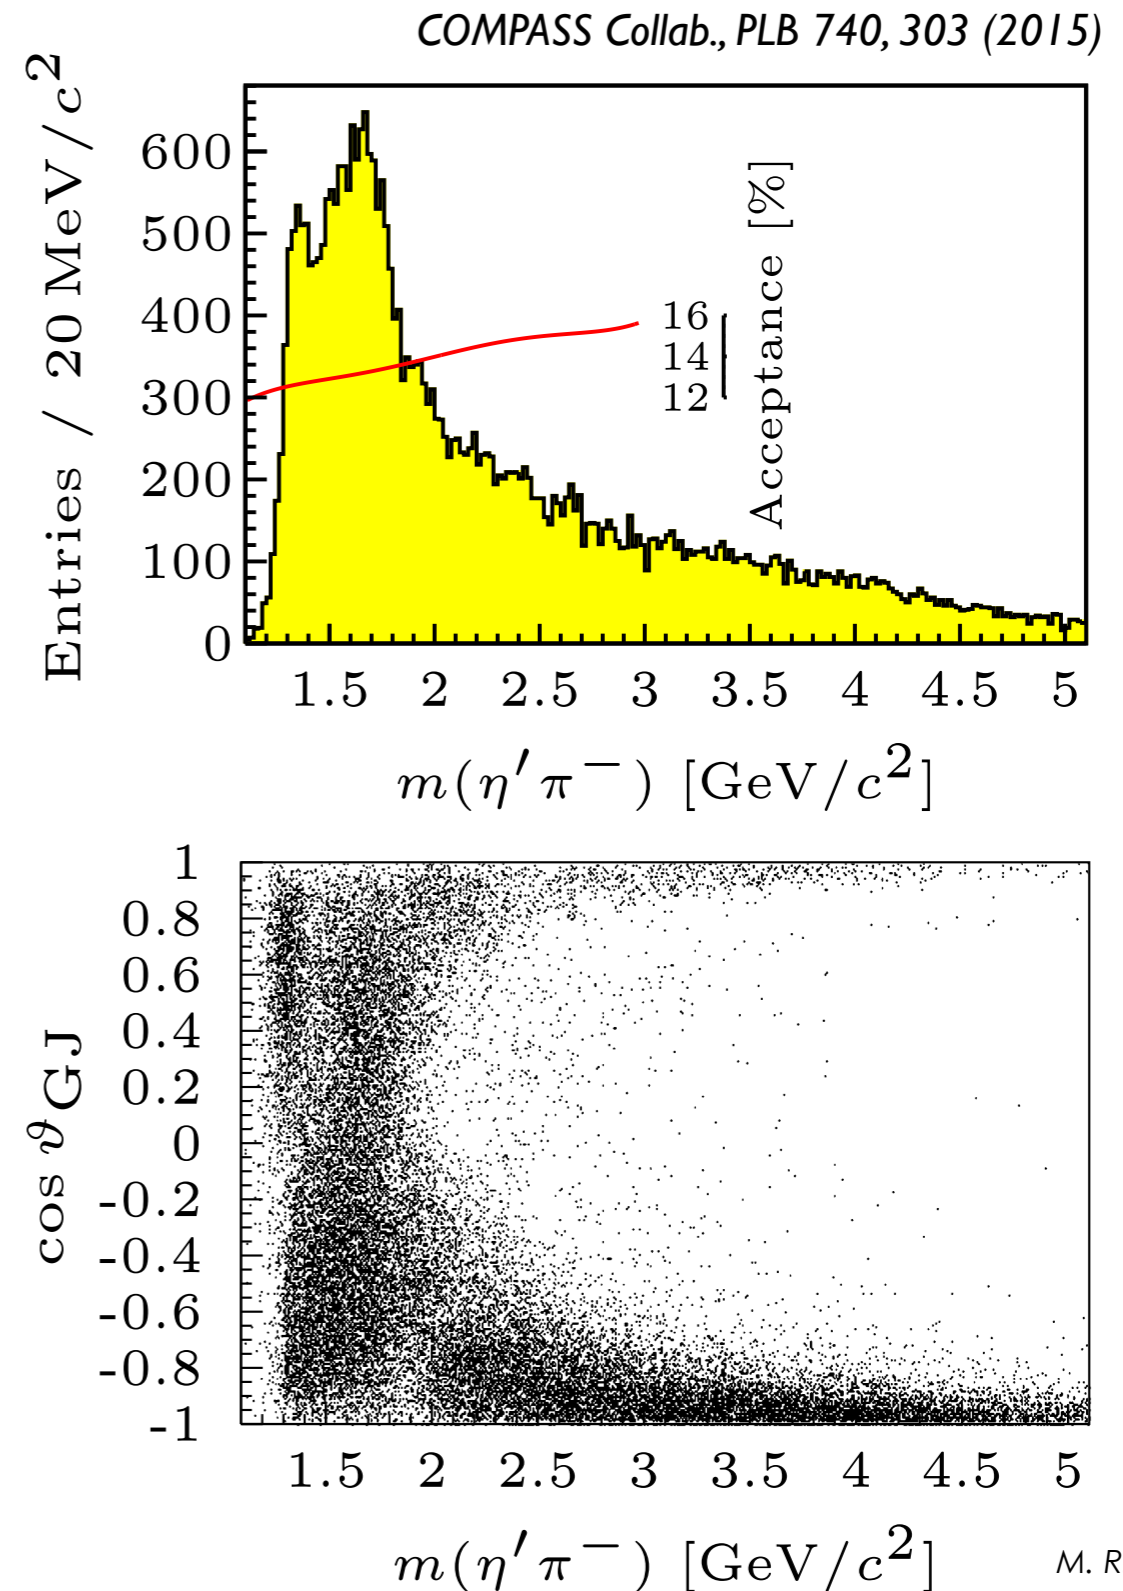 COMPASS Collab., PLB 740, 303 (2015)
Entries / 20 MeV/c²
600
500
400
300
200
100
0
16
14
12
Acceptance [%]
1.5 2 2.5 3 3.5 4 4.5 5
m(η′π⁻) [GeV/c²]
cos ϑGJ
1
0.8
0.6
0.4
0.2
0
-0.2
-0.4
-0.6
-0.8
-1
1.5 2 2.5 3 3.5 4 4.5 5
m(η′π⁻) [GeV/c²]
M. R